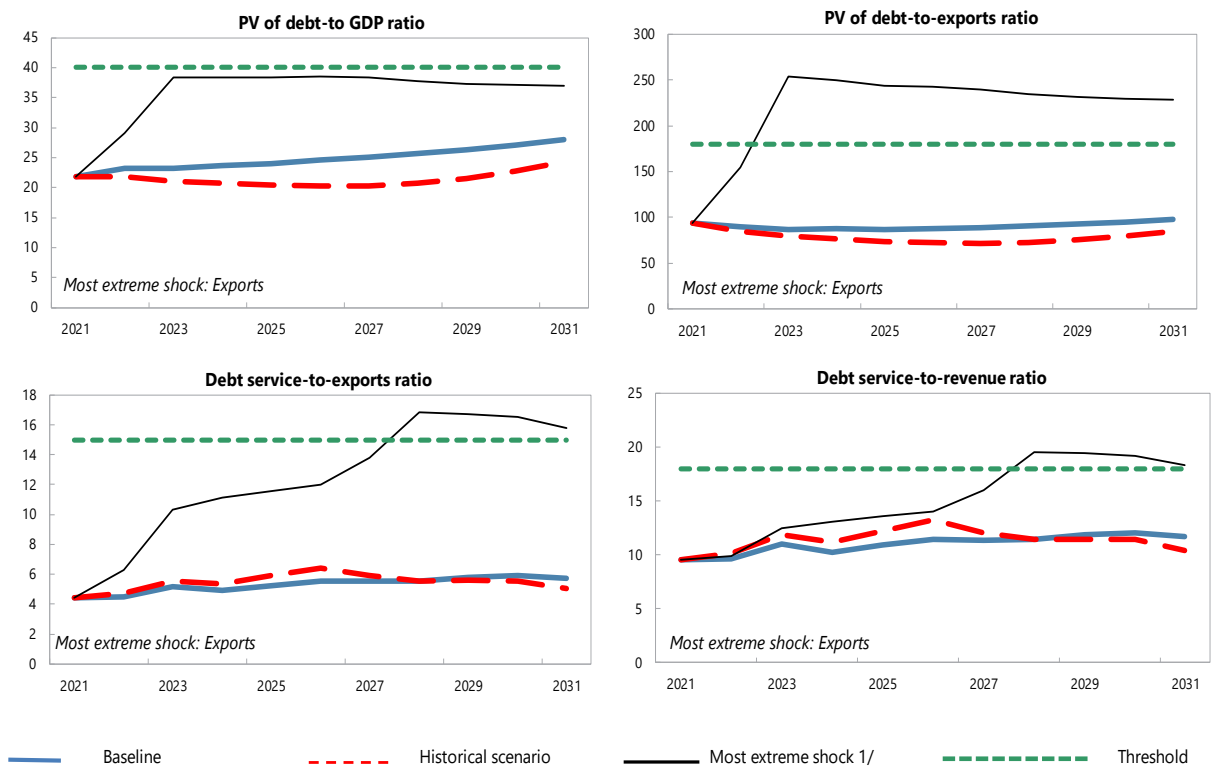 PV of debt-to GDP ratio
45
40
35
30
25
20
15
10
5
0
Most extreme shock: Exports
2021 2023 2025 2027 2029 2031
PV of debt-to-exports ratio
300
250
200
150
100
50
0
Most extreme shock: Exports
2021 2023 2025 2027 2029 2031
Debt service-to-exports ratio
18
16
14
12
10
8
6
4
2
0
Most extreme shock: Exports
2021 2023 2025 2027 2029 2031
Debt service-to-revenue ratio
25
20
15
10
5
0
Most extreme shock: Exports
2021 2023 2025 2027 2029 2031
Baseline Historical scenario Most extreme shock 1/ Threshold